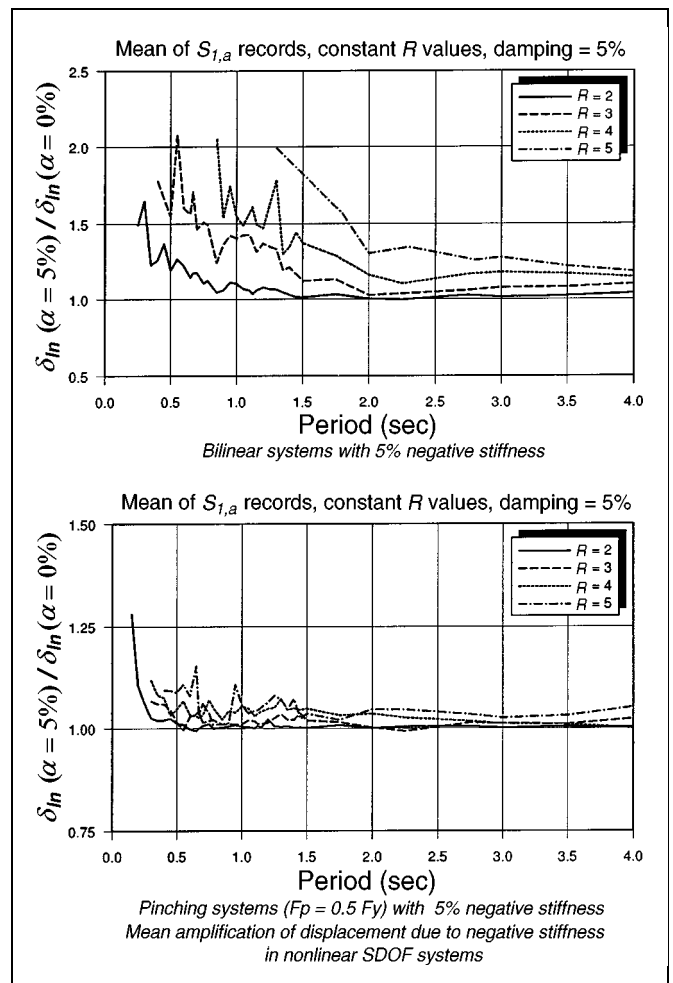 Mean of S1,a records, constant R values, damping = 5%
δIn (α = 5%) / δIn (α = 0%)
2.5
2.0
1.5
1.0
0.5
R = 2
R = 3
R = 4
R = 5
0.0 0.5 1.0 1.5 2.0 2.5 3.0 3.5 4.0
Period (sec)
Bilinear systems with 5% negative stiffness
Mean of S1,a records, constant R values, damping = 5%
δIn (α = 5%) / δIn (α = 0%)
1.50
1.25
1.00
0.75
R = 2
R = 3
R = 4
R = 5
0.0 0.5 1.0 1.5 2.0 2.5 3.0 3.5 4.0
Period (sec)
Pinching systems (Fp = 0.5 Fy) with 5% negative stiffness
Mean amplification of displacement due to negative stiffness
in nonlinear SDOF systems